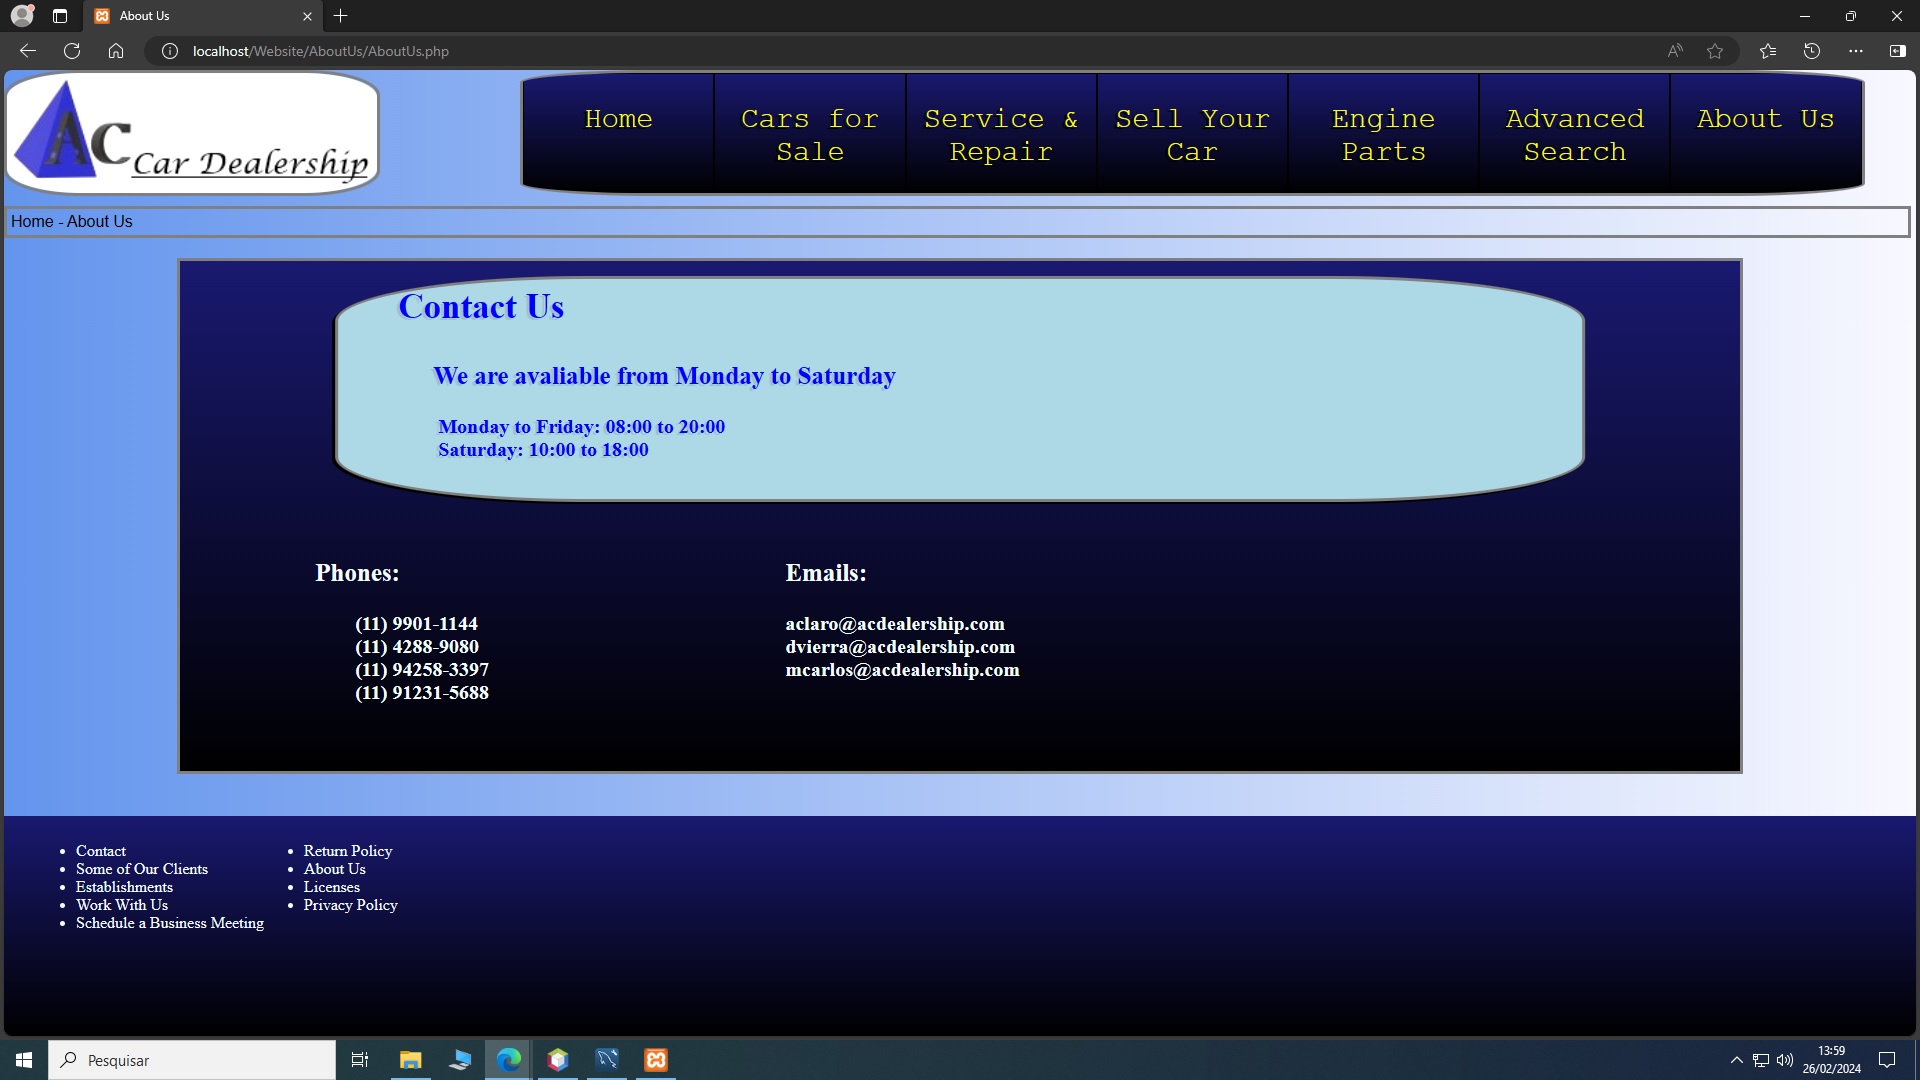 About Us
localhost/Website/AboutUs/AboutUs.php
AC Car Dealership
Home
Cars for
Sale
Service &
Repair
Sell Your
Car
Engine
Parts
Advanced
Search
About Us
Home - About Us
Contact Us
We are avaliable from Monday to Saturday
Monday to Friday: 08:00 to 20:00
Saturday: 10:00 to 18:00
Phones:
(11) 9901-1144
(11) 4288-9080
(11) 94258-3397
(11) 91231-5688
Emails:
aclaro@acdealership.com
dvierra@acdealership.com
mcarlos@acdealership.com
Contact
Some of Our Clients
Establishments
Work With Us
Schedule a Business Meeting
Return Policy
About Us
Licenses
Privacy Policy
Pesquisar
13:59
26/02/2024